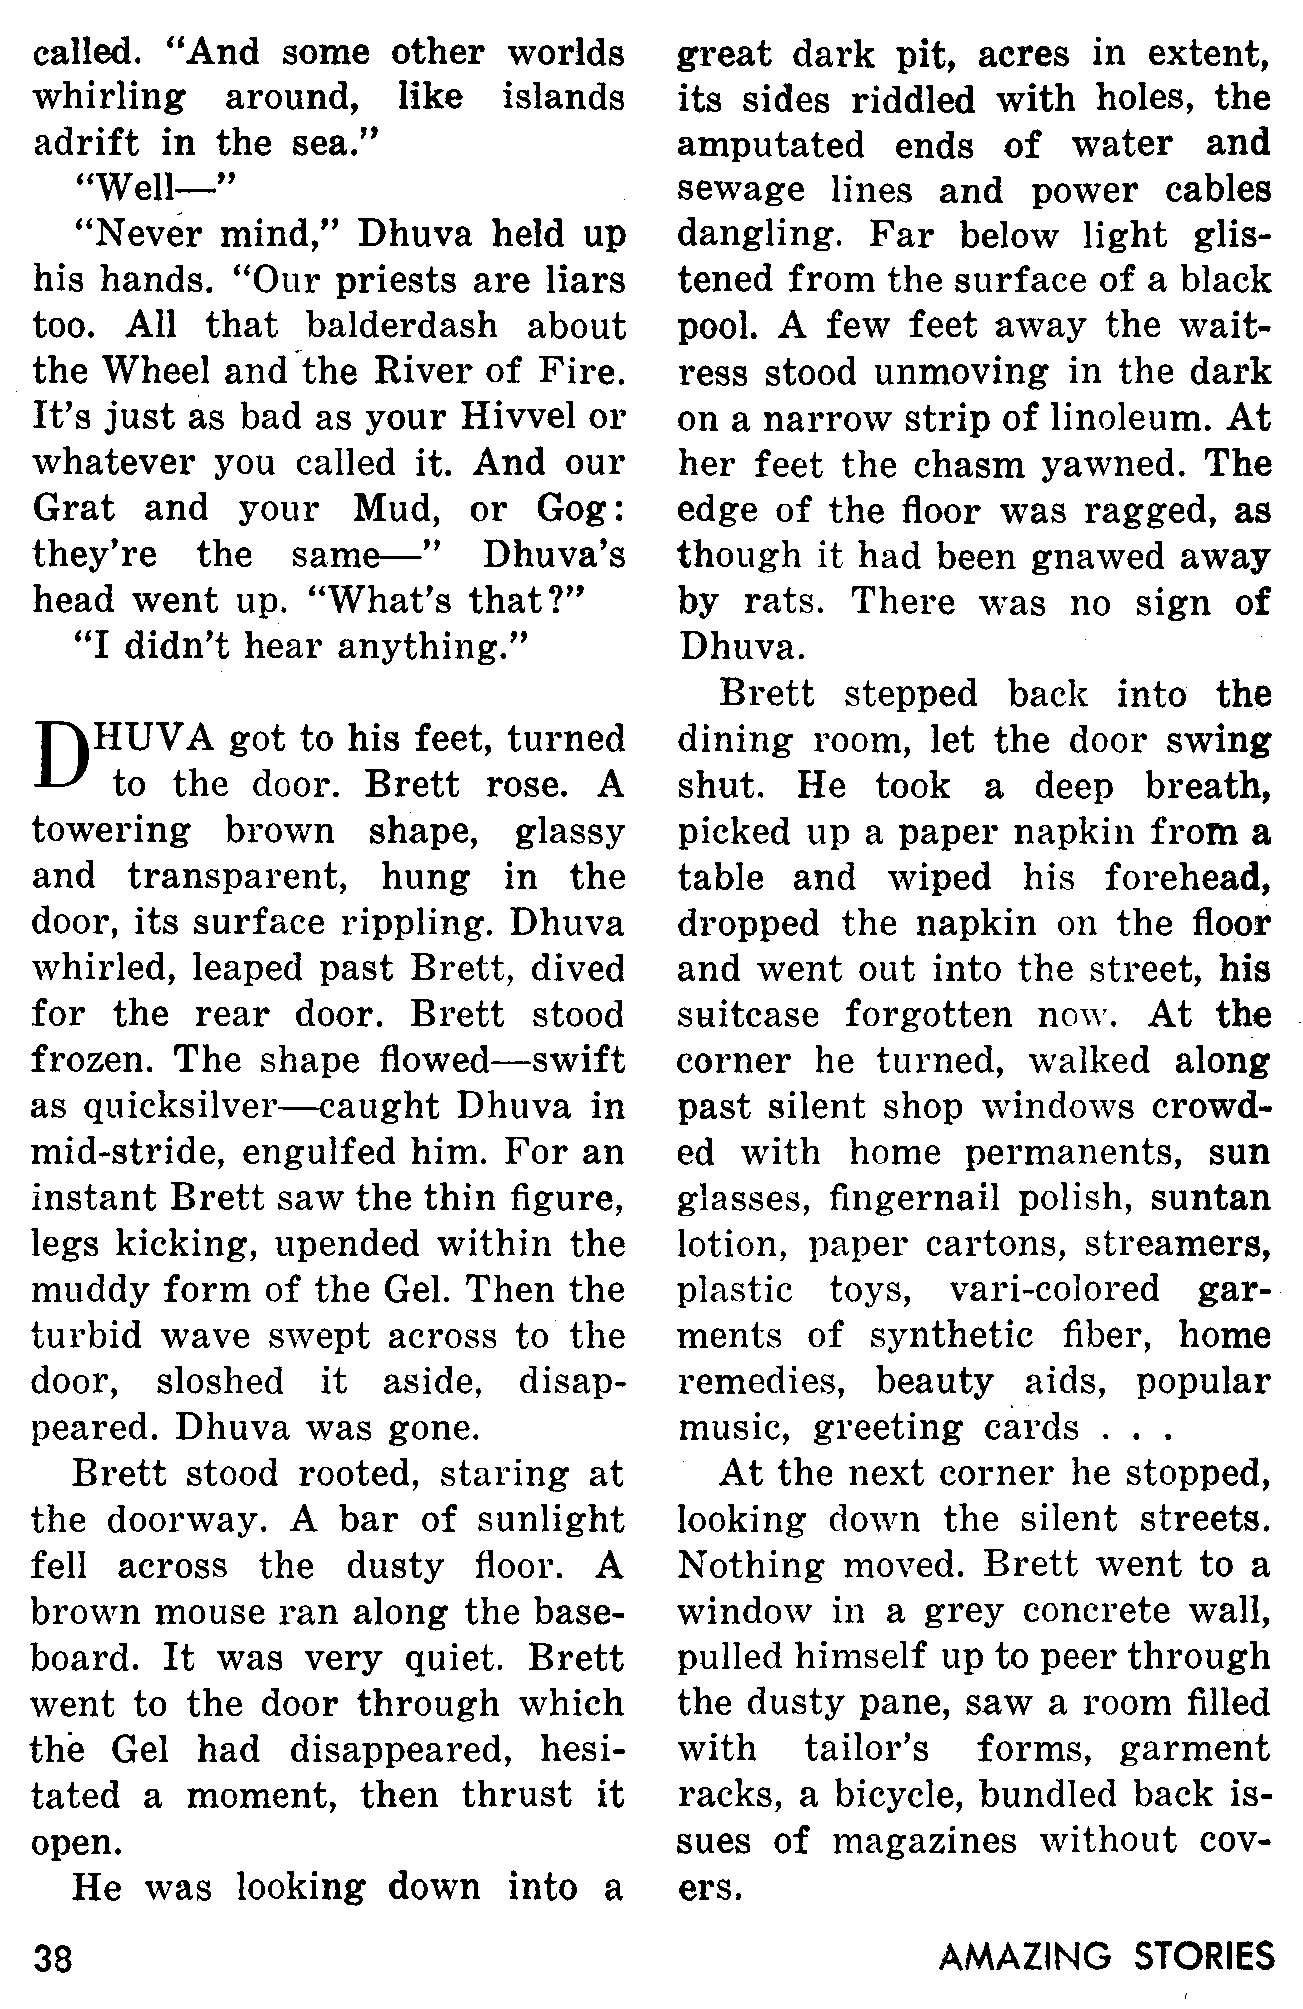 called. “And some other worlds
whirling around, like islands
adrift in the sea.”
“Well—”
“Never mind,” Dhuva held up
his hands. “Our priests are liars
too. All that balderdash about
the Wheel and the River of Fire.
It’s just as bad as your Hivvel or
whatever you called it. And our
Grat and your Mud, or Gog:
they’re the same—” Dhuva’s
head went up. “What’s that?”
“I didn’t hear anything.”
DHUVA got to his feet, turned
to the door. Brett rose. A
towering brown shape, glassy
and transparent, hung in the
door, its surface rippling. Dhuva
whirled, leaped past Brett, dived
for the rear door. Brett stood
frozen. The shape flowed—swift
as quicksilver—caught Dhuva in
mid-stride, engulfed him. For an
instant Brett saw the thin figure,
legs kicking, upended within the
muddy form of the Gel. Then the
turbid wave swept across to the
door, sloshed it aside, disap-
peared. Dhuva was gone.
Brett stood rooted, staring at
the doorway. A bar of sunlight
fell across the dusty floor. A
brown mouse ran along the base-
board. It was very quiet. Brett
went to the door through which
the Gel had disappeared, hesi-
tated a moment, then thrust it
open.
He was looking down into a
great dark pit, acres in extent,
its sides riddled with holes, the
amputated ends of water and
sewage lines and power cables
dangling. Far below light glis-
tened from the surface of a black
pool. A few feet away the wait-
ress stood unmoving in the dark
on a narrow strip of linoleum. At
her feet the chasm yawned. The
edge of the floor was ragged, as
though it had been gnawed away
by rats. There was no sign of
Dhuva.
Brett stepped back into the
dining room, let the door swing
shut. He took a deep breath,
picked up a paper napkin from a
table and wiped his forehead,
dropped the napkin on the floor
and went out into the street, his
suitcase forgotten now. At the
corner he turned, walked along
past silent shop windows crowd-
ed with home permanents, sun
glasses, fingernail polish, suntan
lotion, paper cartons, streamers,
plastic toys, vari-colored gar-
ments of synthetic fiber, home
remedies, beauty aids, popular
music, greeting cards . . .
At the next corner he stopped,
looking down the silent streets.
Nothing moved. Brett went to a
window in a grey concrete wall,
pulled himself up to peer through
the dusty pane, saw a room filled
with tailor’s forms, garment
racks, a bicycle, bundled back is-
sues of magazines without cov-
ers.
38
AMAZING STORIES